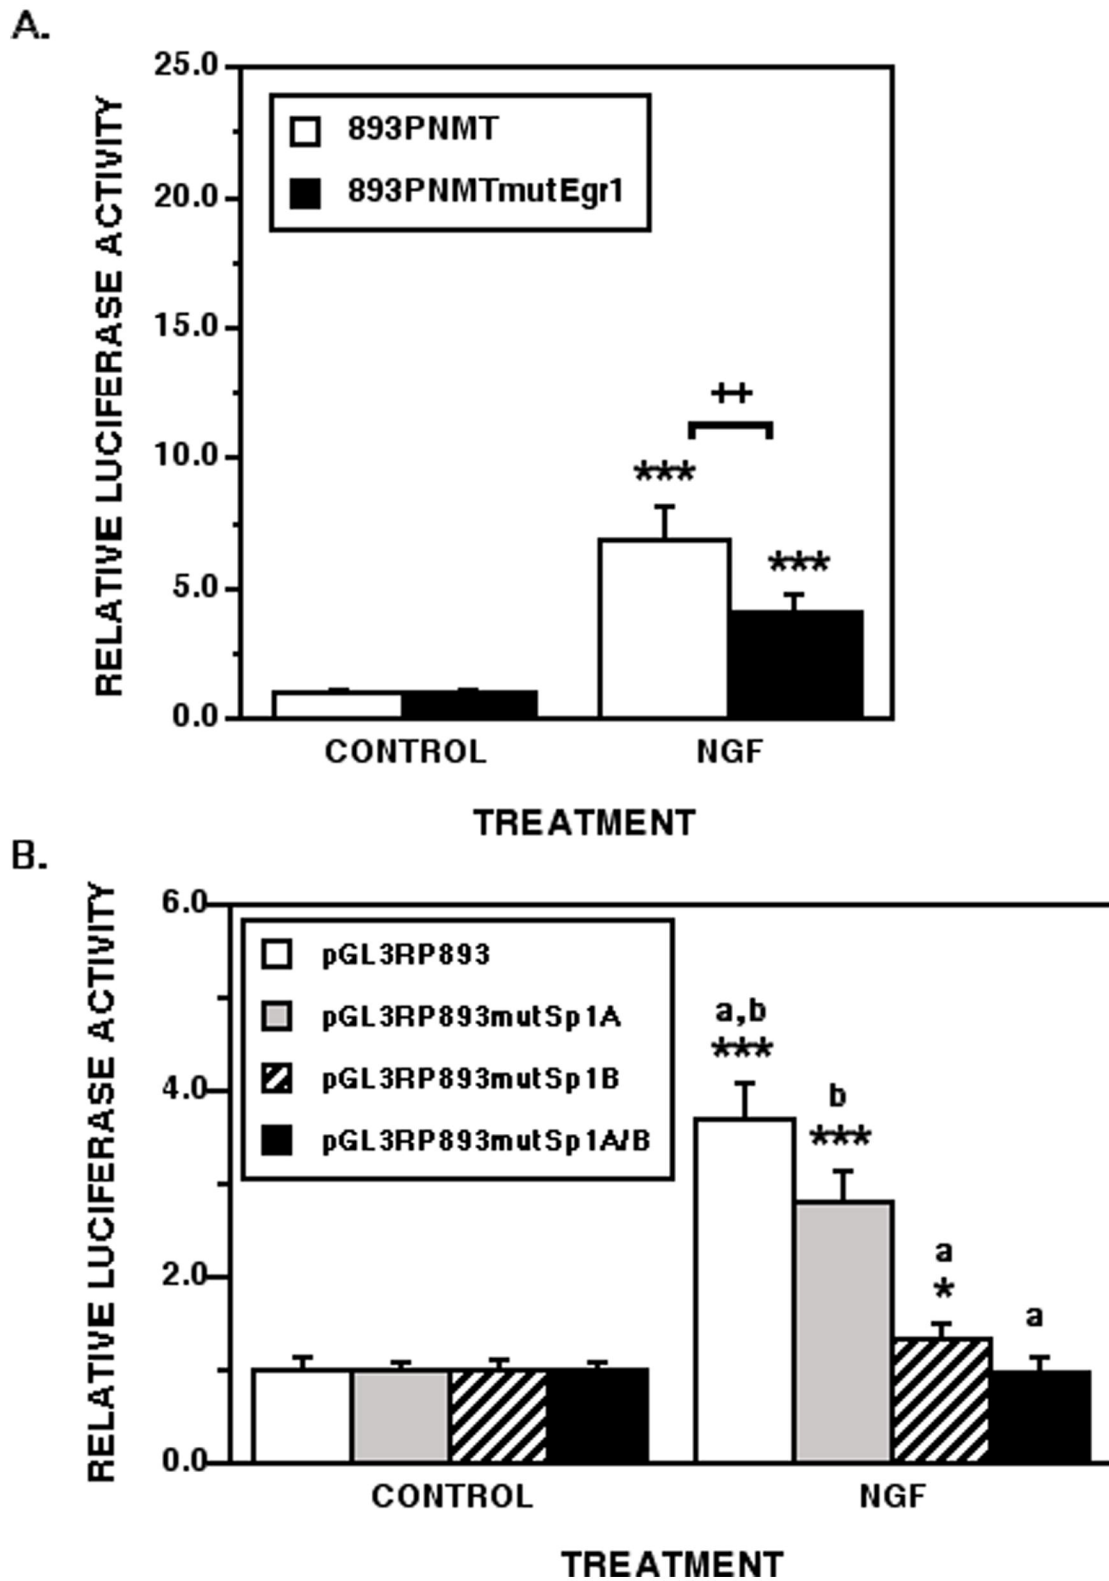 A.
RELATIVE LUCIFERASE ACTIVITY
25.0
20.0
15.0
10.0
5.0
0.0
893PNMT
893PNMTmutEgr1
++
***
***
CONTROL NGF
TREATMENT
B.
RELATIVE LUCIFERASE ACTIVITY
6.0
4.0
2.0
0.0
pGL3RP893
pGL3RP893mutSp1A
pGL3RP893mutSp1B
pGL3RP893mutSp1A/B
a,b
***
b
***
a
*
a
CONTROL NGF
TREATMENT